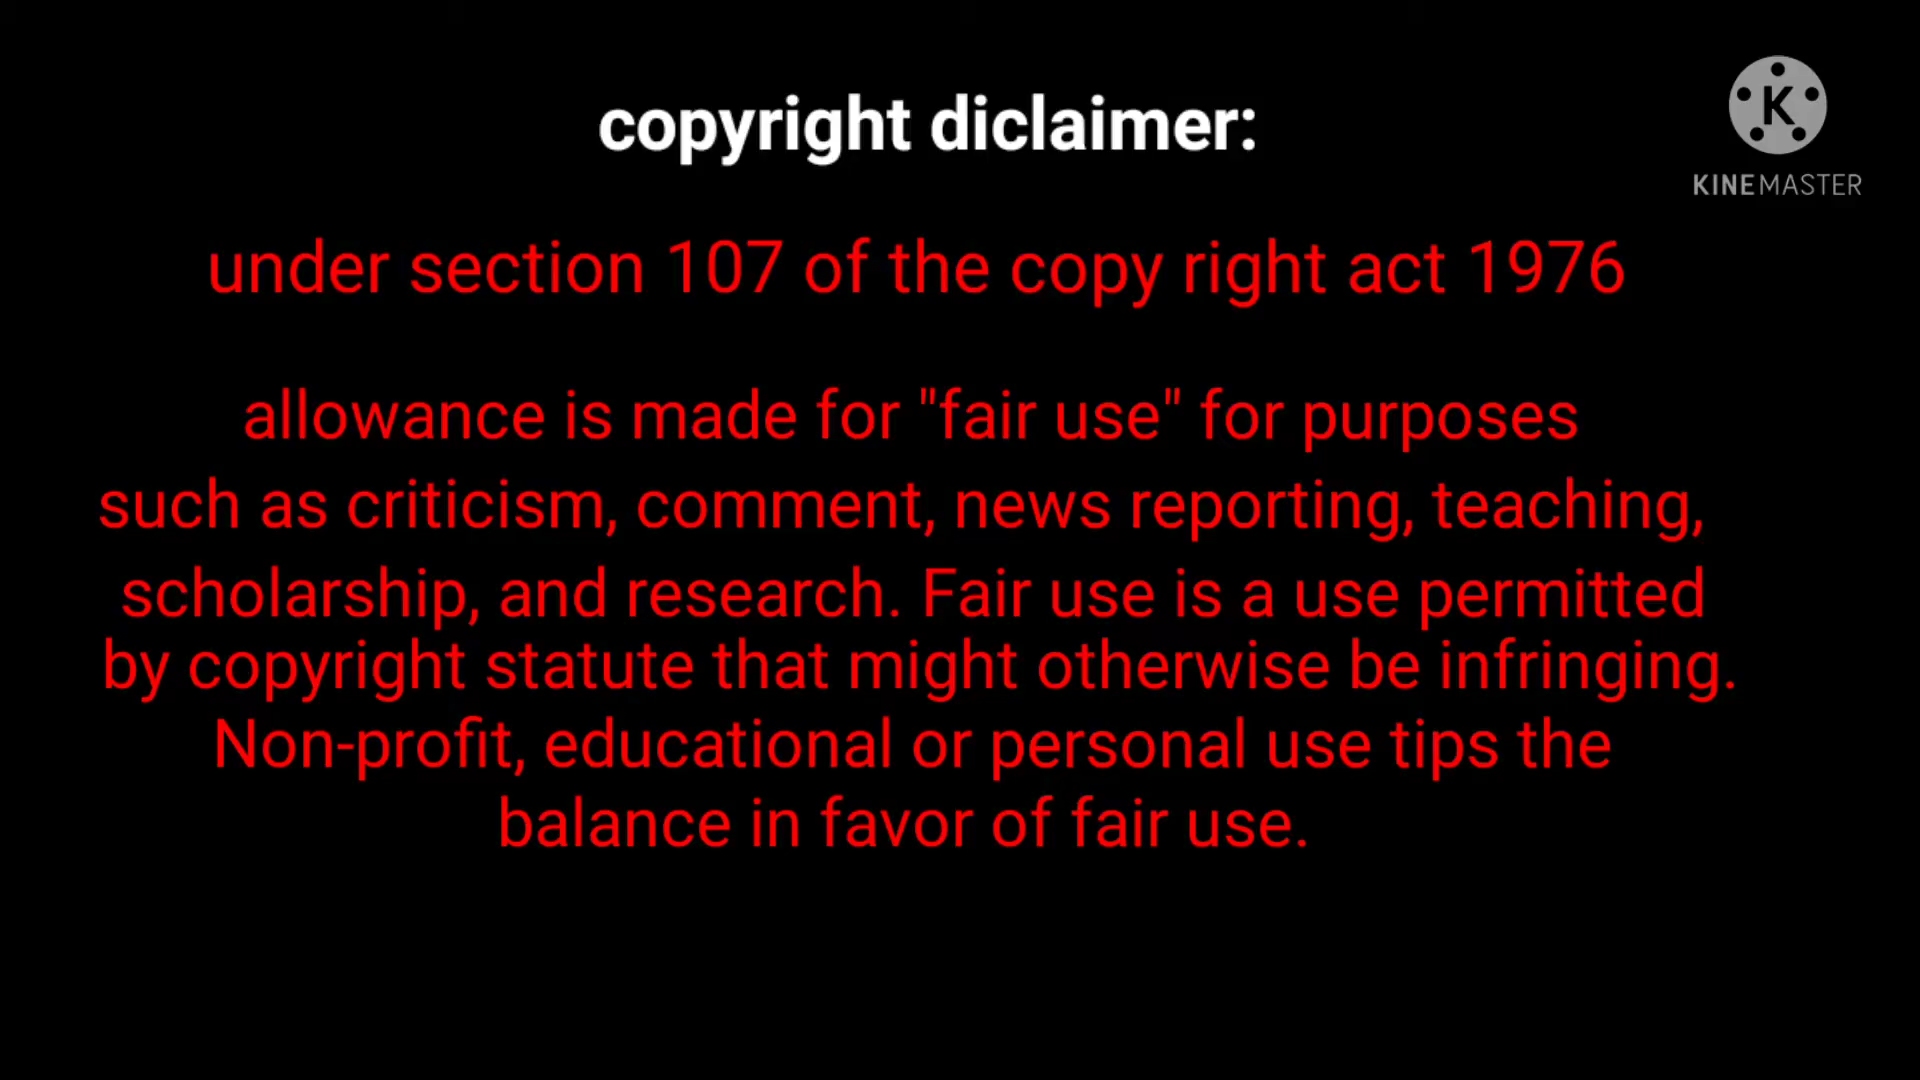 copyright diclaimer:
K
KINEMASTER
under section 107 of the copy right act 1976
allowance is made for "fair use" for purposes
such as criticism, comment, news reporting, teaching,
scholarship, and research. Fair use is a use permitted
by copyright statute that might otherwise be infringing.
Non-profit, educational or personal use tips the
balance in favor of fair use.